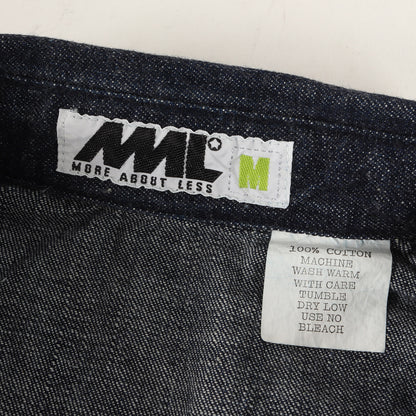 MML
MORE ABOUT LESS
M
100% COTTON
MACHINE
WASH WARM
WITH CARE
TUMBLE
DRY LOW
USE NO
BLEACH